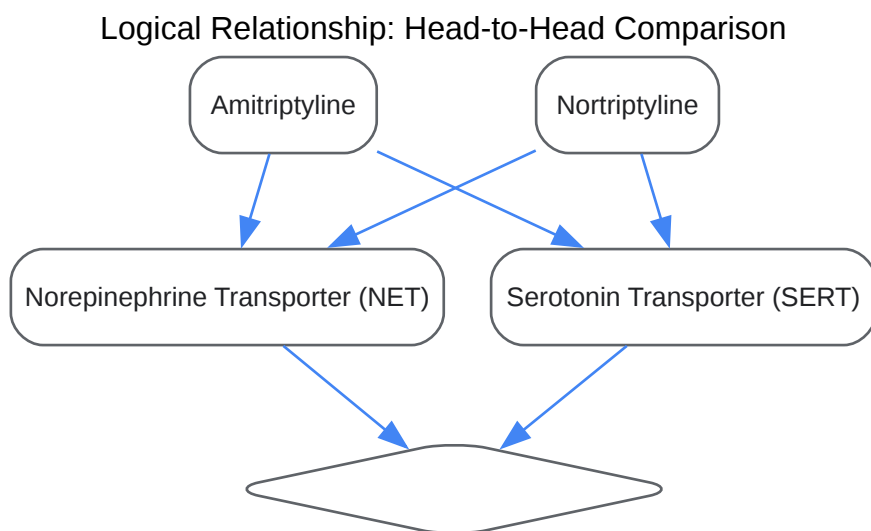 Logical Relationship: Head-to-Head Comparison
Amitriptyline
Nortriptyline
Norepinephrine Transporter (NET)
Serotonin Transporter (SERT)